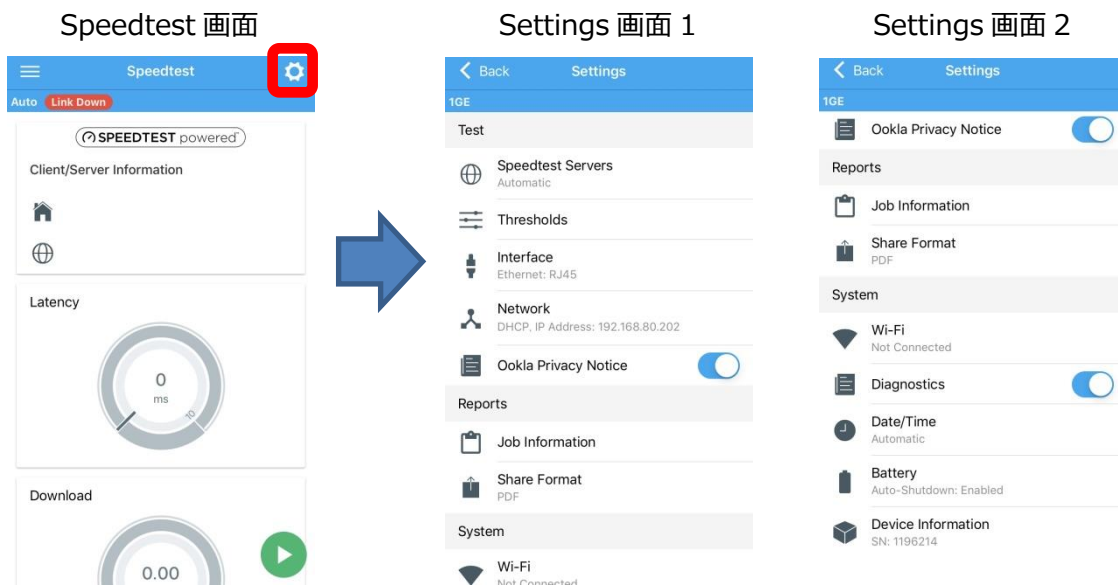 Speedtest 画面
Speedtest
Auto Link Down
SPEEDTEST powered™
Client/Server Information
Latency
0
ms
10
Download
0.00
Settings 画面 1
Back Settings
1GE
Test
Speedtest Servers
Automatic
Thresholds
Interface
Ethernet: RJ45
Network
DHCP, IP Address: 192.168.80.202
Ookla Privacy Notice
Reports
Job Information
Share Format
PDF
System
Wi-Fi
Not Connected
Settings 画面 2
Back Settings
1GE
Ookla Privacy Notice
Reports
Job Information
Share Format
PDF
System
Wi-Fi
Not Connected
Diagnostics
Date/Time
Automatic
Battery
Auto-Shutdown: Enabled
Device Information
SN: 1196214